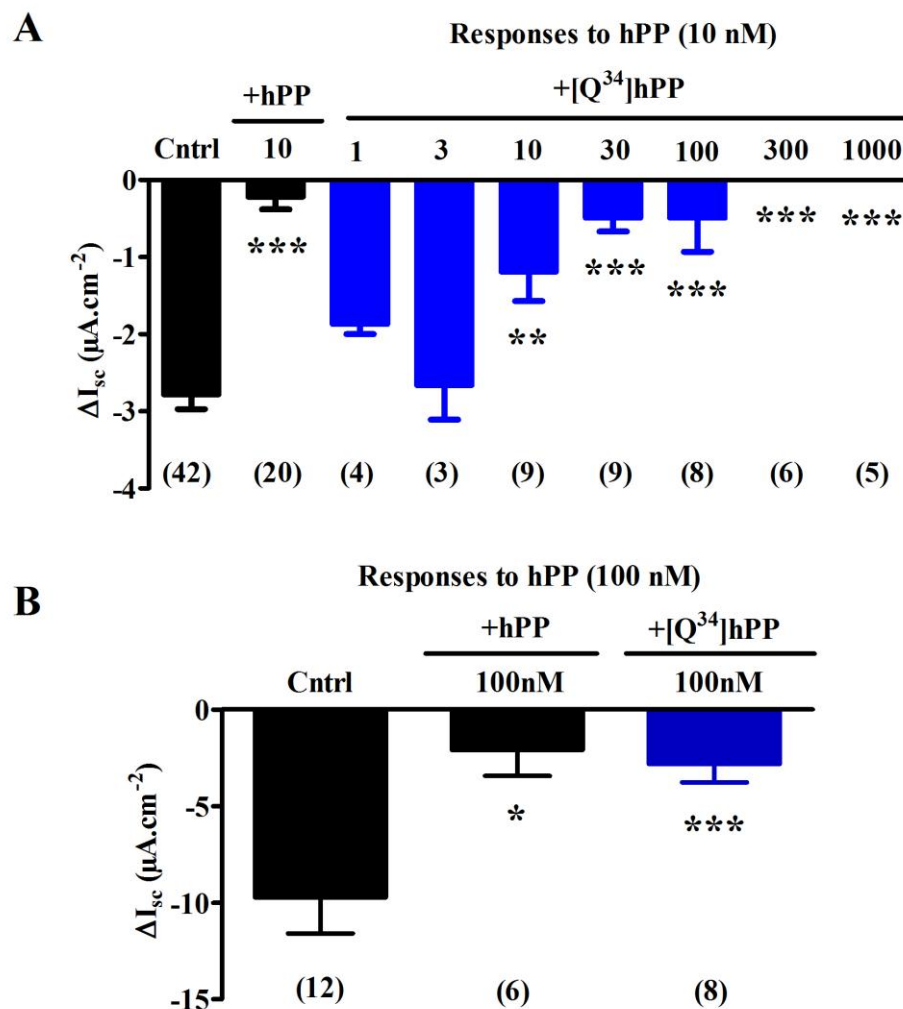 A
Responses to hPP (10 nM)
+hPP +[Q³⁴]hPP
Cntrl 10 1 3 10 30 100 300 1000
0
-1
-2
-3
-4
ΔIsc (µA.cm⁻²)
*** ** *** *** *** ***
(42) (20) (4) (3) (9) (9) (8) (6) (5)
B
Responses to hPP (100 nM)
+hPP +[Q³⁴]hPP
Cntrl 100nM 100nM
0
-5
-10
-15
ΔIsc (µA.cm⁻²)
* ***
(12) (6) (8)